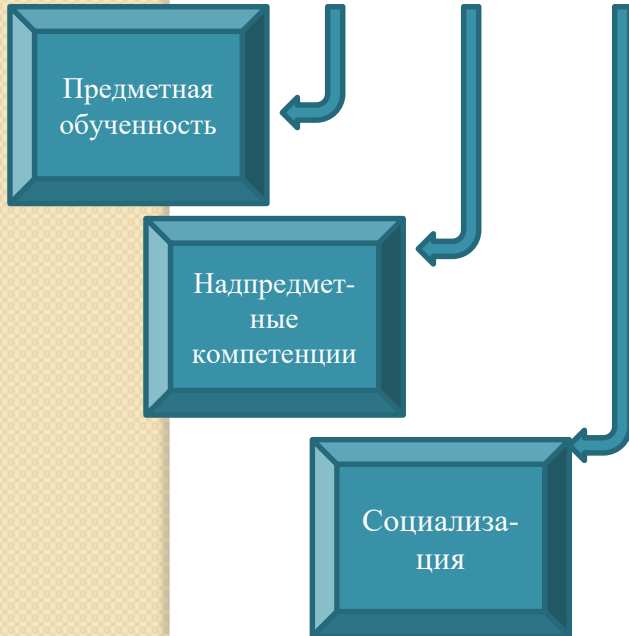 Предметная
обученность
Надпредмет-
ные
компетенции
Социализа-
ция